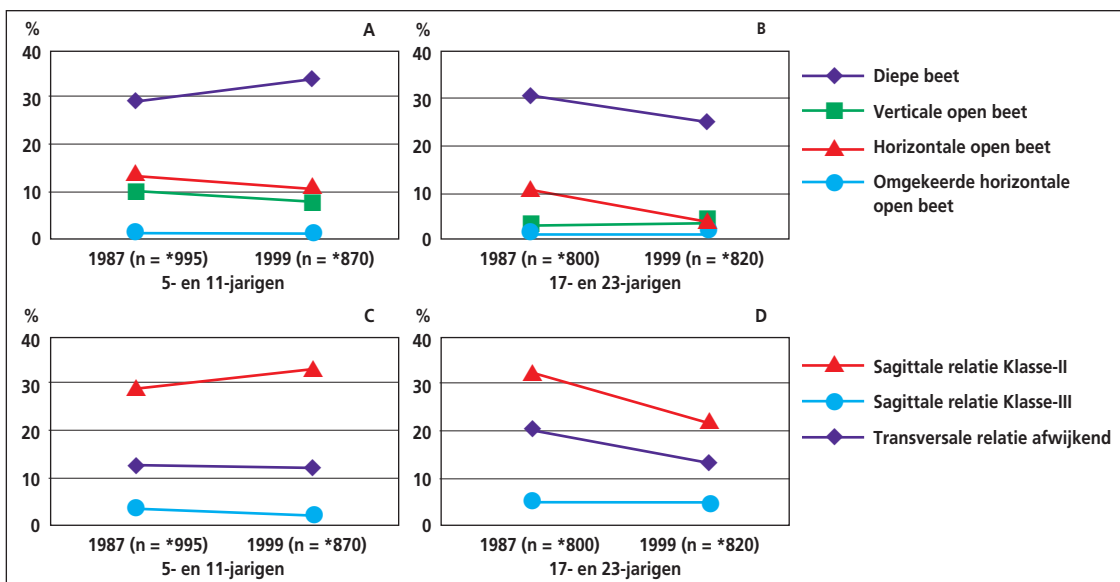 % A
40
30
20
10
0
1987 (n = *995) 1999 (n = *870)
5- en 11-jarigen
% B
40
30
20
10
0
1987 (n = *800) 1999 (n = *820)
17- en 23-jarigen
Diepe beet
Verticale open beet
Horizontale open beet
Omgekeerde horizontale
open beet
% C
40
30
20
10
0
1987 (n = *995) 1999 (n = *870)
5- en 11-jarigen
% D
40
30
20
10
0
1987 (n = *800) 1999 (n = *820)
17- en 23-jarigen
Sagittale relatie Klasse-II
Sagittale relatie Klasse-III
Transversale relatie afwijkend